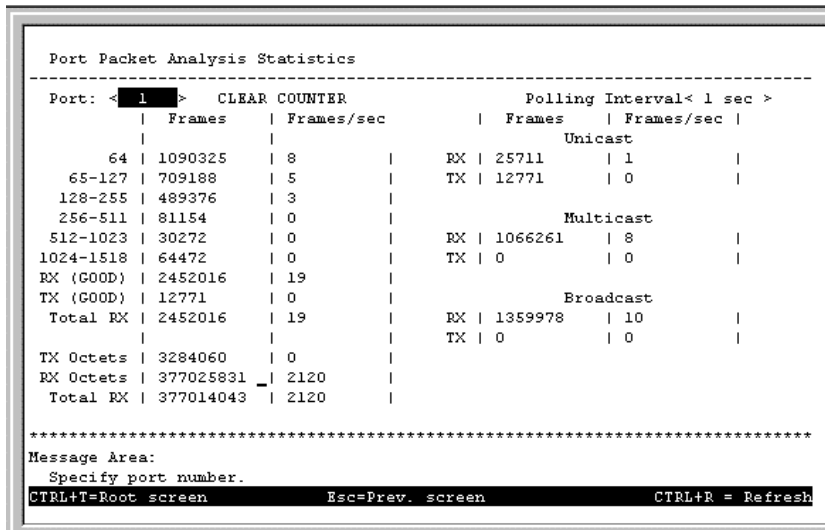 Port Packet Analysis Statistics
--------------------------------------------------------------------------------
Port: < 1 > CLEAR COUNTER Polling Interval< 1 sec >
| Frames | Frames/sec | Frames | Frames/sec |
| | Unicast
64 | 1090325 | 8 | RX | 25711 | 1 |
65-127 | 709188 | 5 | TX | 12771 | 0 |
128-255 | 489376 | 3 |
256-511 | 81154 | 0 | Multicast
512-1023 | 30272 | 0 | RX | 1066261 | 8 |
1024-1518 | 64472 | 0 | TX | 0 | 0 |
RX (GOOD) | 2452016 | 19 |
TX (GOOD) | 12771 | 0 | Broadcast
Total RX | 2452016 | 19 | RX | 1359978 | 10 |
| | | TX | 0 | 0 |
TX Octets | 3284060 | 0 |
RX Octets | 377025831 _| 2120 |
Total RX | 377014043 | 2120 |
********************************************************************************
Message Area:
Specify port number.
CTRL+T=Root screen Esc=Prev. screen CTRL+R = Refresh